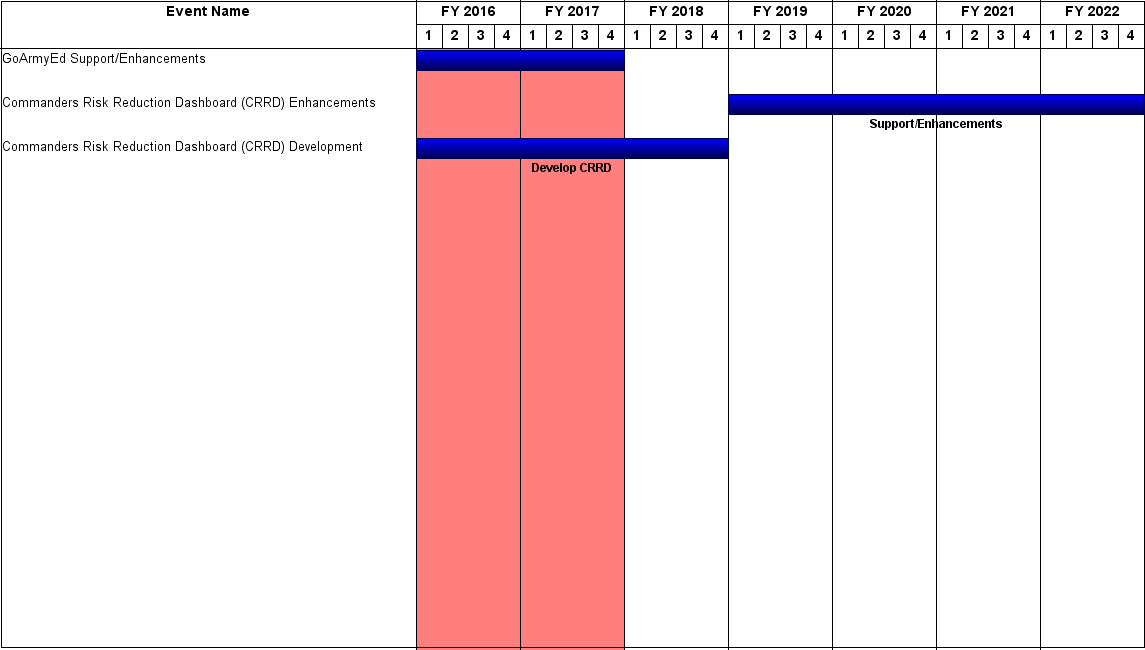 Event Name FY 2016 FY 2017 FY 2018 FY 2019 FY 2020 FY 2021 FY 2022
1 2 3 4 1 2 3 4 1 2 3 4 1 2 3 4 1 2 3 4 1 2 3 4 1 2 3 4
GoArmyEd Support/Enhancements
Commanders Risk Reduction Dashboard (CRRD) Enhancements
Support/Enhancements
Commanders Risk Reduction Dashboard (CRRD) Development
Develop CRRD